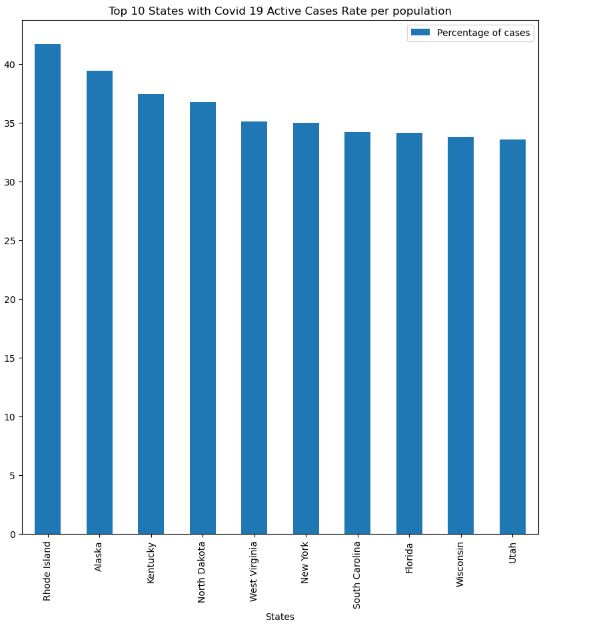 Top 10 States with Covid 19 Active Cases Rate per population
Percentage of cases
40
35
30
25
20
15
10
5
0
Rhode Island
Alaska
Kentucky
North Dakota
West Virginia
New York
South Carolina
Florida
Wisconsin
Utah
States